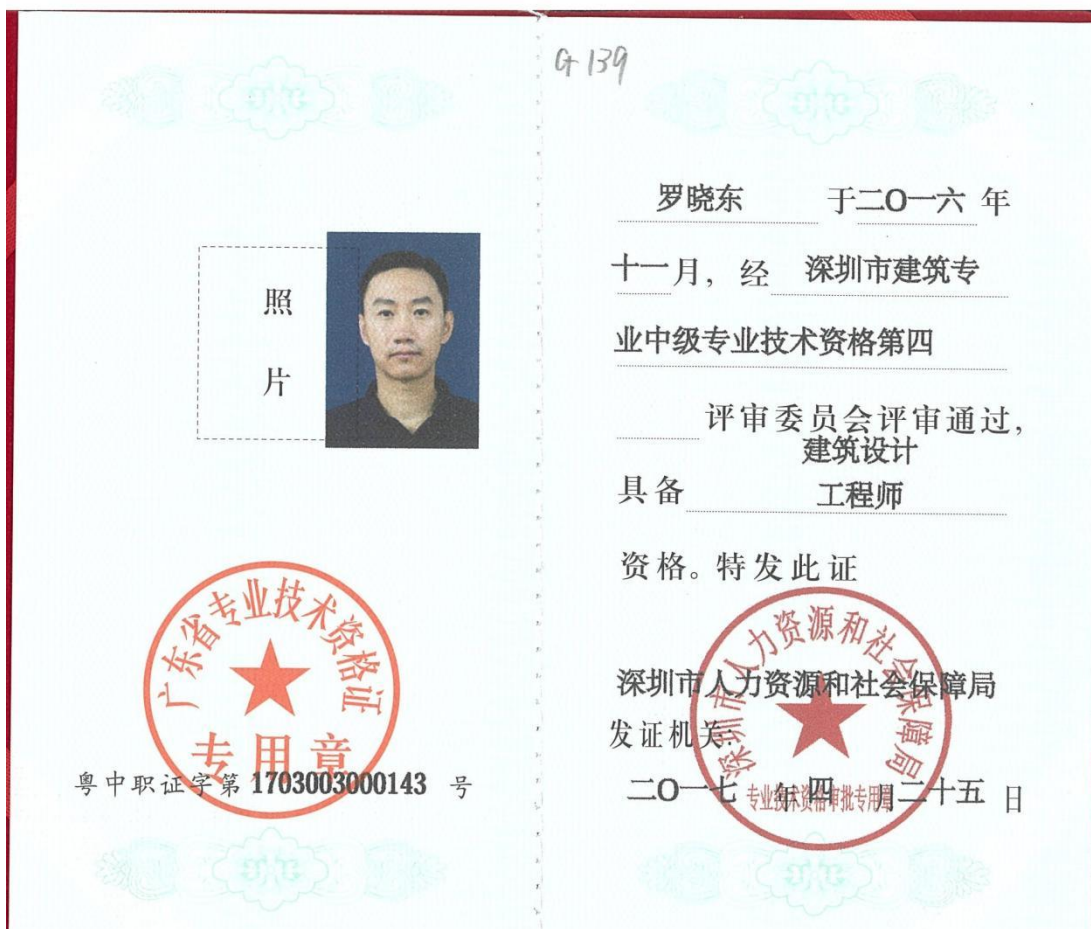 G 139
照
片
广东省专业技术资格证
专用章
粤中职证字第 1703003000143 号
罗晓东 于二〇一六 年
十一月, 经 深圳市建筑专
业中级专业技术资格第四
评审委员会评审通过,
建筑设计
具备 工程师
资格。特发此证
深圳市人力资源和社会保障局
发证机关:
二〇一七 年 四 月二十五 日
深圳市人力资源和社会保障局
专业技术资格审批专用章